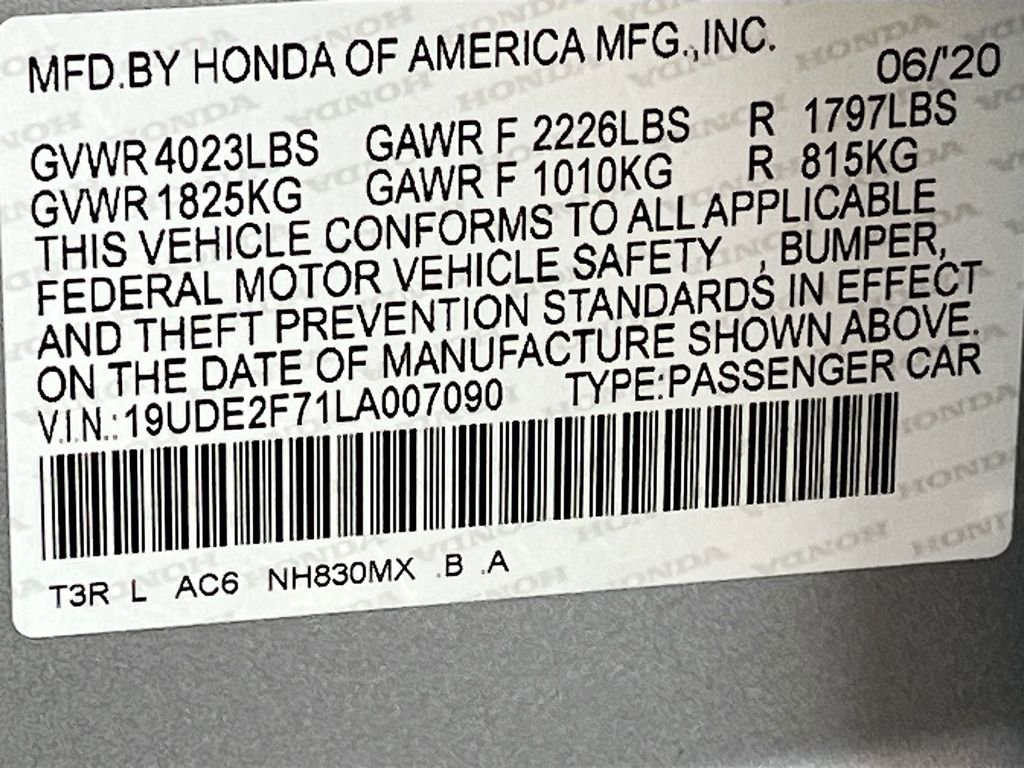 MFD.BY HONDA OF AMERICA MFG.,INC.
06/'20
GVWR 4023LBS GAWR F 2226LBS R 1797LBS
GVWR 1825KG GAWR F 1010KG R 815KG
THIS VEHICLE CONFORMS TO ALL APPLICABLE
FEDERAL MOTOR VEHICLE SAFETY , BUMPER,
AND THEFT PREVENTION STANDARDS IN EFFECT
ON THE DATE OF MANUFACTURE SHOWN ABOVE.
V.I.N.: 19UDE2F71LA007090 TYPE:PASSENGER CAR
T3R L AC6 NH830MX .B .A